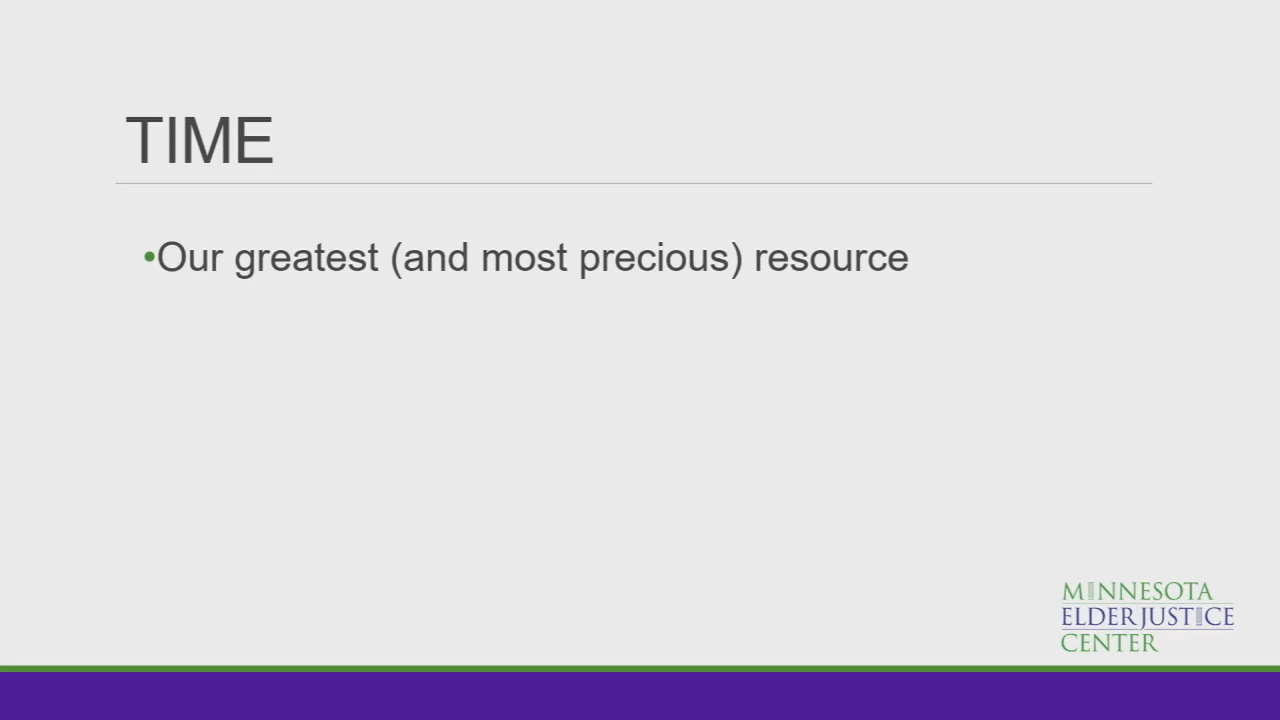 TIME
•Our greatest (and most precious) resource
MINNESOTA
ELDER JUSTICE
CENTER